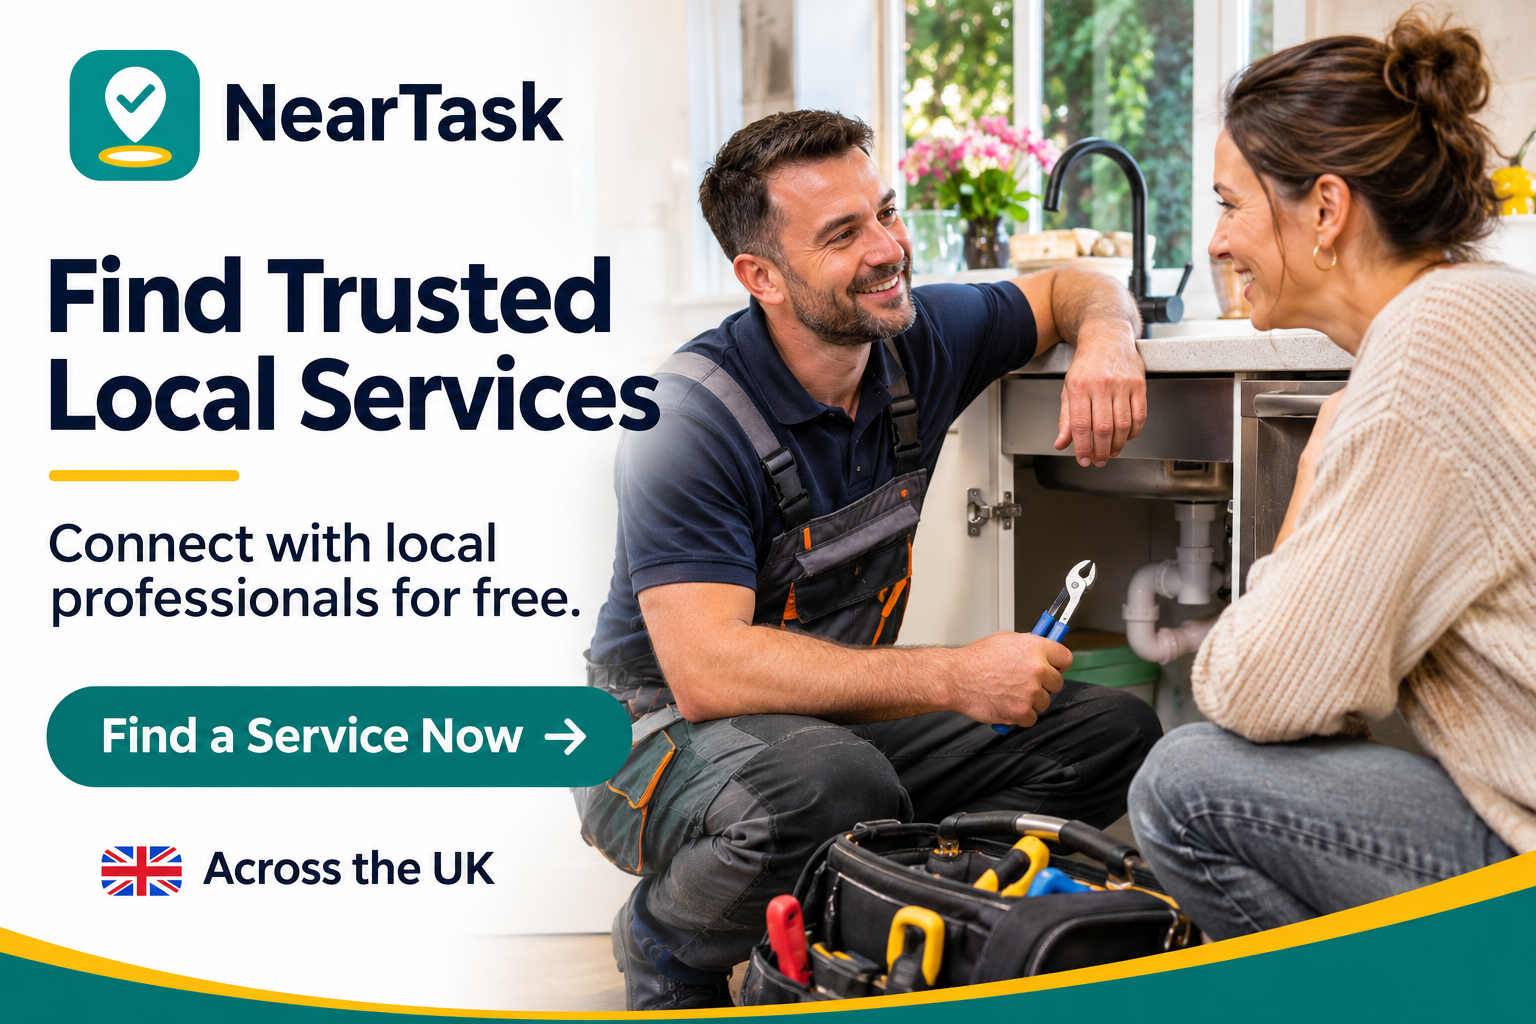 NearTask
Find Trusted
Local Services
Connect with local
professionals for free.
Find a Service Now →
Across the UK